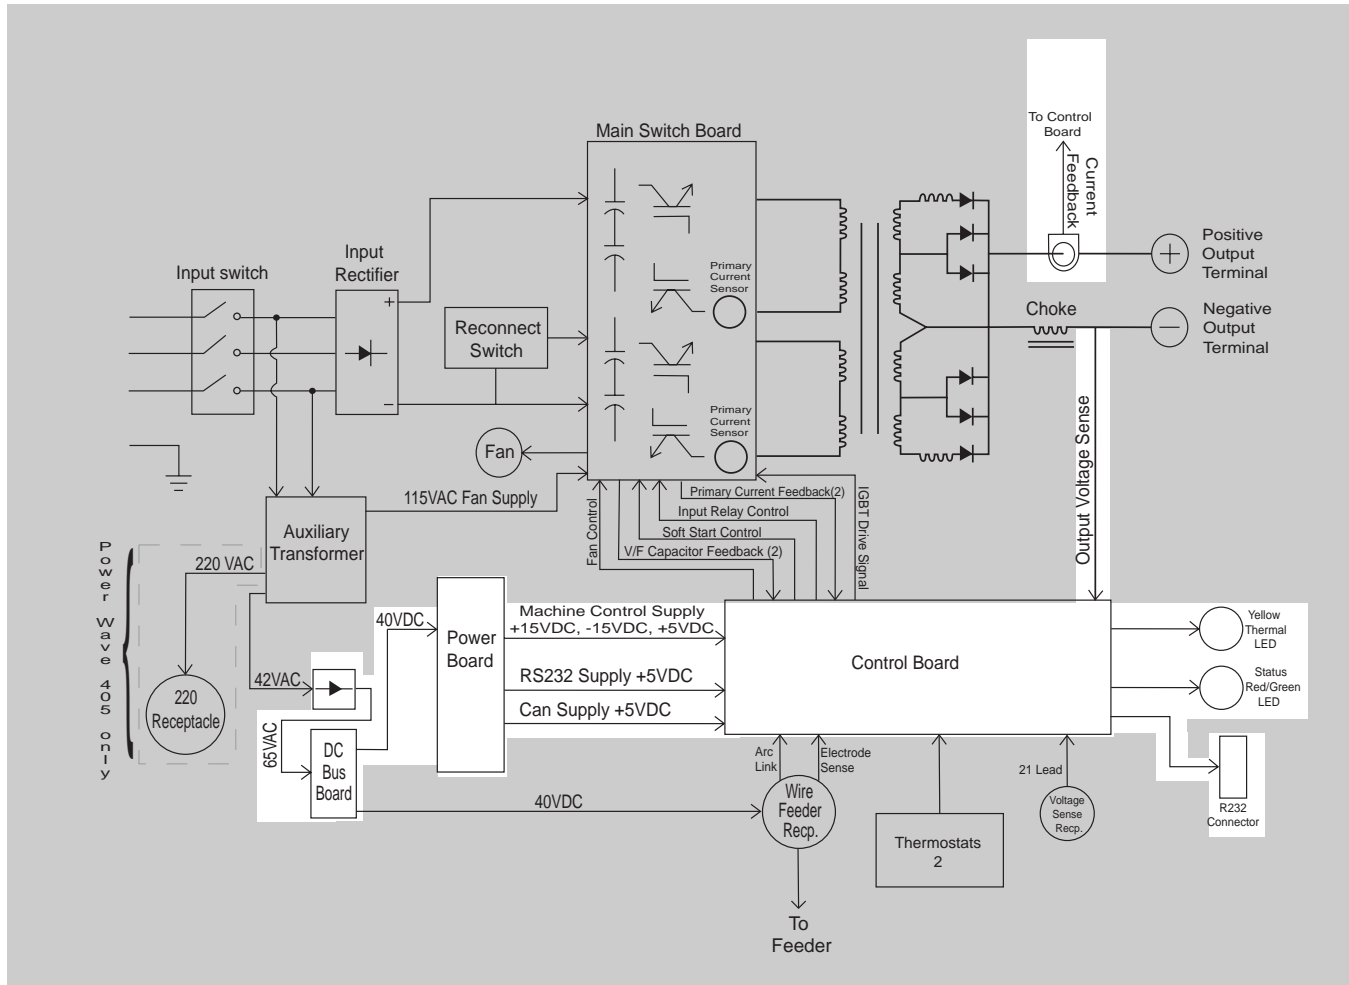 To Control
Board
Current
Feedback
Main Switch Board
Positive
Output
Terminal
Input
Rectifier
Input switch
Primary
Current
Sensor
+
+
Choke
Negative
Output
Terminal
Reconnect
Switch
−
−
Primary
Current
Sensor
Fan
115VAC Fan Supply
Primary Current Feedback(2)
Input Relay Control
Soft Start Control
V/F Capacitor Feedback (2)
Fan Control
IGBT Drive Signal
Output Voltage Sense
Auxiliary
Transformer
Power Wave 405 only
220 VAC
220
Receptacle
42VAC
65VAC
40VDC
DC
Bus
Board
Power
Board
Machine Control Supply
+15VDC, -15VDC, +5VDC
RS232 Supply +5VDC
Can Supply +5VDC
Control Board
Yellow
Thermal
LED
Status
Red/Green
LED
Arc
Link
Electrode
Sense
21 Lead
40VDC
Wire
Feeder
Recp.
Voltage
Sense
Recp.
Thermostats
2
R232
Connector
To
Feeder